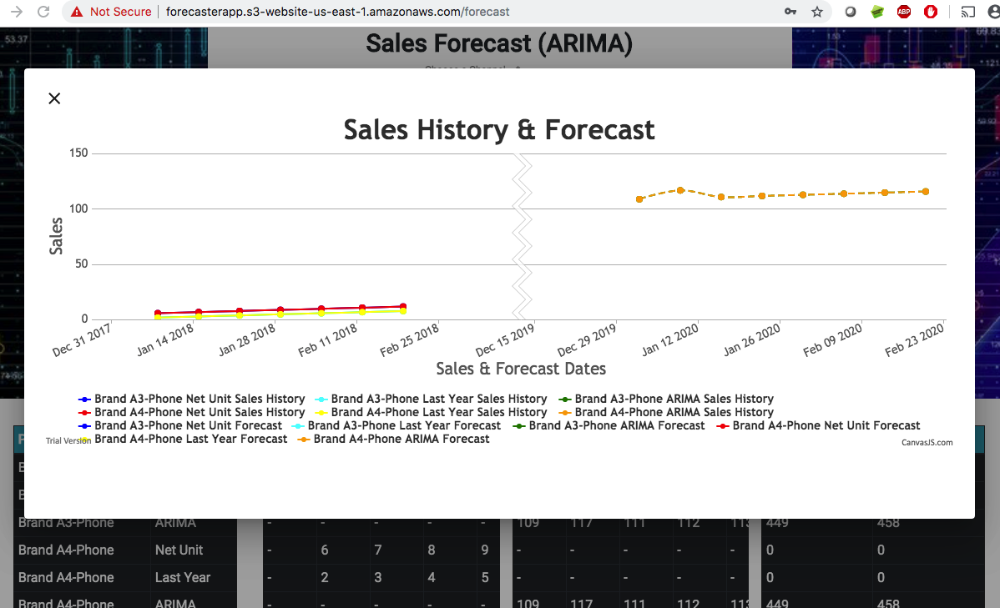 Not Secure | forecasterapp.s3-website-us-east-1.amazonaws.com/forecast
ABP
53.37
1.50
Sales Forecast (ARIMA)
Sales History & Forecast
150
100
50
0
Sales
Dec 31 2017
Jan 14 2018
Jan 28 2018
Feb 11 2018
Feb 25 2018
Dec 15 2019
Dec 29 2019
Jan 12 2020
Jan 26 2020
Feb 09 2020
Feb 23 2020
Sales & Forecast Dates
Brand A3-Phone Net Unit Sales History Brand A3-Phone Last Year Sales History Brand A3-Phone ARIMA Sales History
Brand A4-Phone Net Unit Sales History Brand A4-Phone Last Year Sales History Brand A4-Phone ARIMA Sales History
Brand A3-Phone Net Unit Forecast Brand A3-Phone Last Year Forecast Brand A3-Phone ARIMA Forecast Brand A4-Phone Net Unit Forecast
Brand A4-Phone Last Year Forecast Brand A4-Phone ARIMA Forecast
Trial Version
CanvasJS.com
Brand A3-Phone ARIMA - - - - - 109 117 111 112 449 458
Brand A4-Phone Net Unit - 6 7 8 9 - - - - - 0 0
Brand A4-Phone Last Year - 2 3 4 5 - - - - - 0 0
Brand A4-Phone ARIMA - - - - - 109 117 111 112 449 458